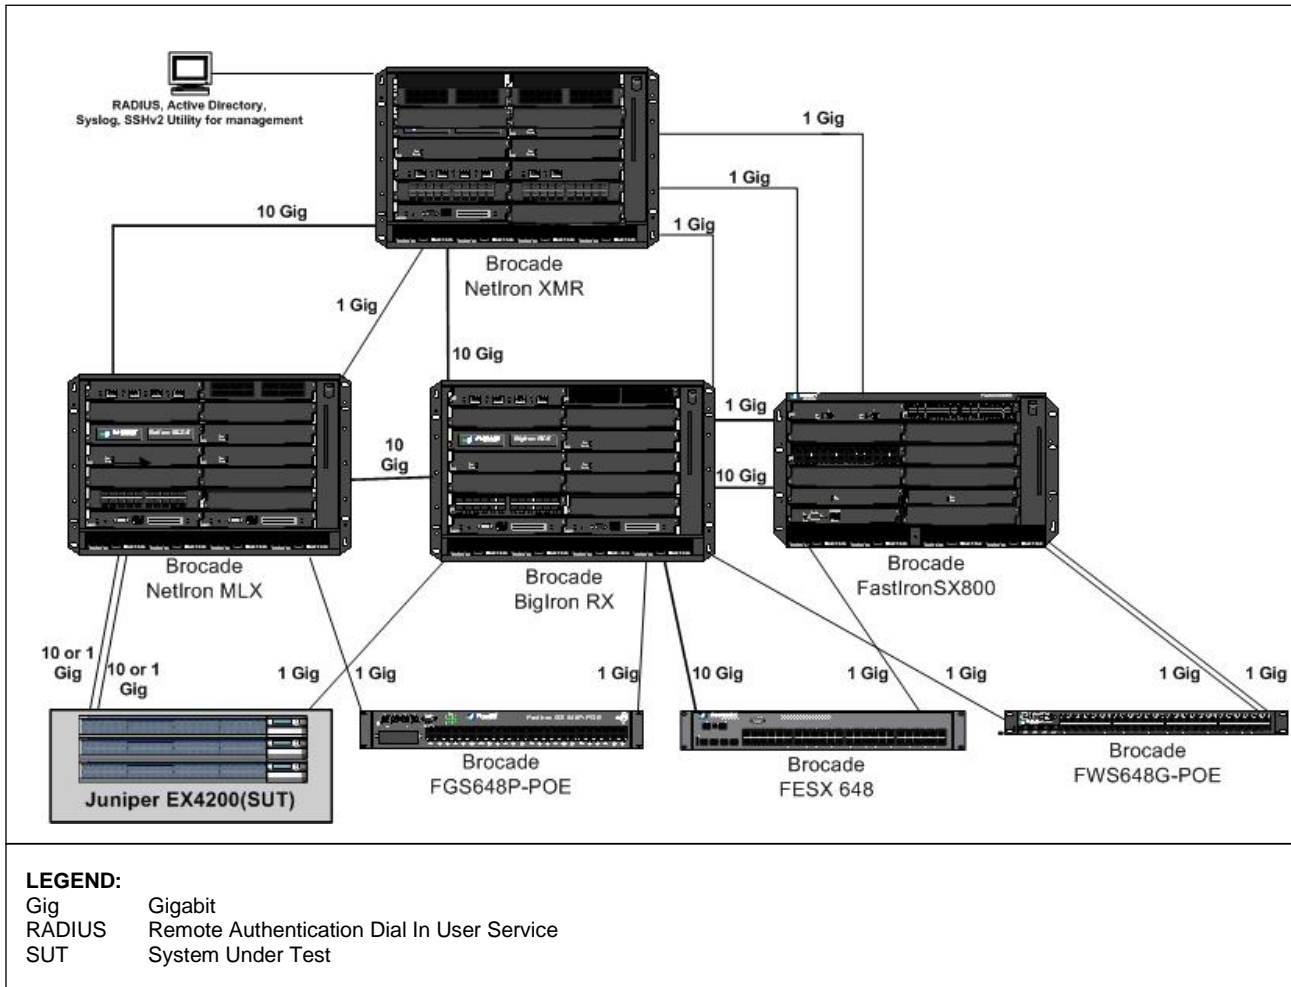 RADIUS, Active Directory,
Syslog, SSHv2 Utility for management
1 Gig
1 Gig
10 Gig
1 Gig
Brocade
NetIron XMR
1 Gig
10 Gig
1 Gig
10
Gig
10 Gig
Brocade
NetIron MLX
Brocade
BigIron RX
Brocade
FastIronSX800
10 or 1
Gig
10 or 1
Gig
1 Gig
1 Gig
1 Gig
10 Gig
1 Gig
1 Gig
1 Gig
1 Gig
Juniper EX4200(SUT)
Brocade
FGS648P-POE
Brocade
FESX 648
Brocade
FWS648G-POE
LEGEND:
Gig Gigabit
RADIUS Remote Authentication Dial In User Service
SUT System Under Test